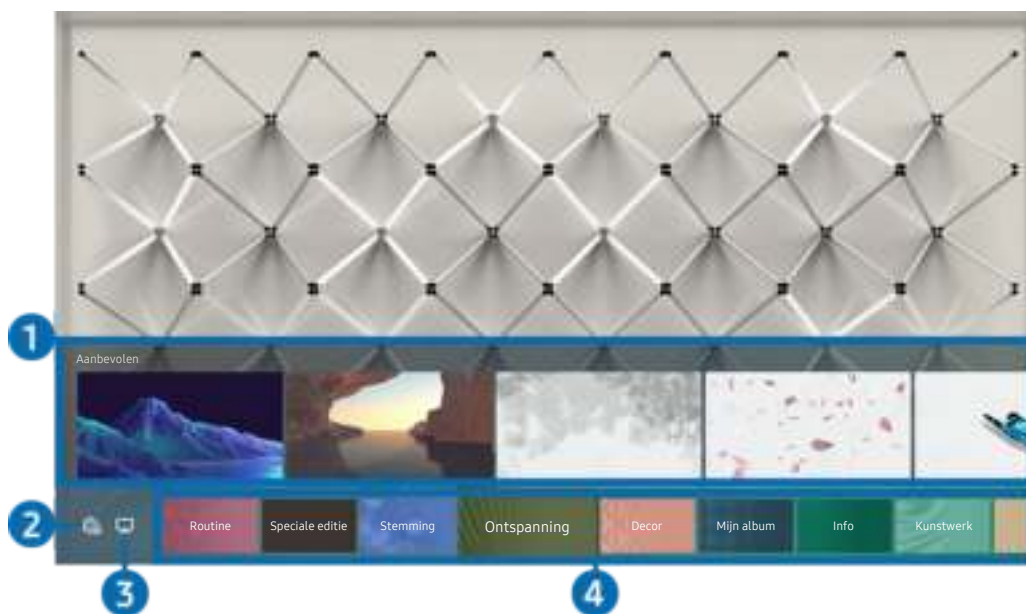 1
Aanbevolen
2
Routine
Speciale editie
Stemming
Ontspanning
Decor
Mijn album
Info
Kunstwerk
3
4